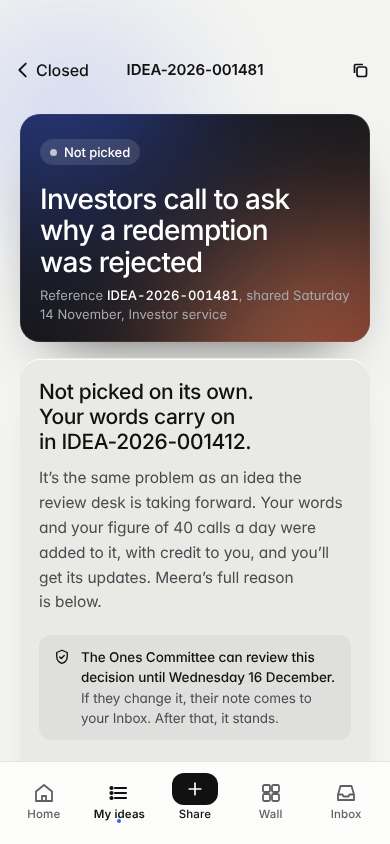 Closed
IDEA-2026-001481
Not picked
Investors call to ask
why a redemption
was rejected
Reference IDEA-2026-001481, shared Saturday
14 November, Investor service
Not picked on its own.
Your words carry on
in IDEA-2026-001412.
It’s the same problem as an idea the
review desk is taking forward. Your words
and your figure of 40 calls a day were
added to it, with credit to you, and you’ll
get its updates. Meera’s full reason
is below.
The Ones Committee can review this
decision until Wednesday 16 December.
If they change it, their note comes to
your Inbox. After that, it stands.
Home
My ideas
Share
Wall
Inbox